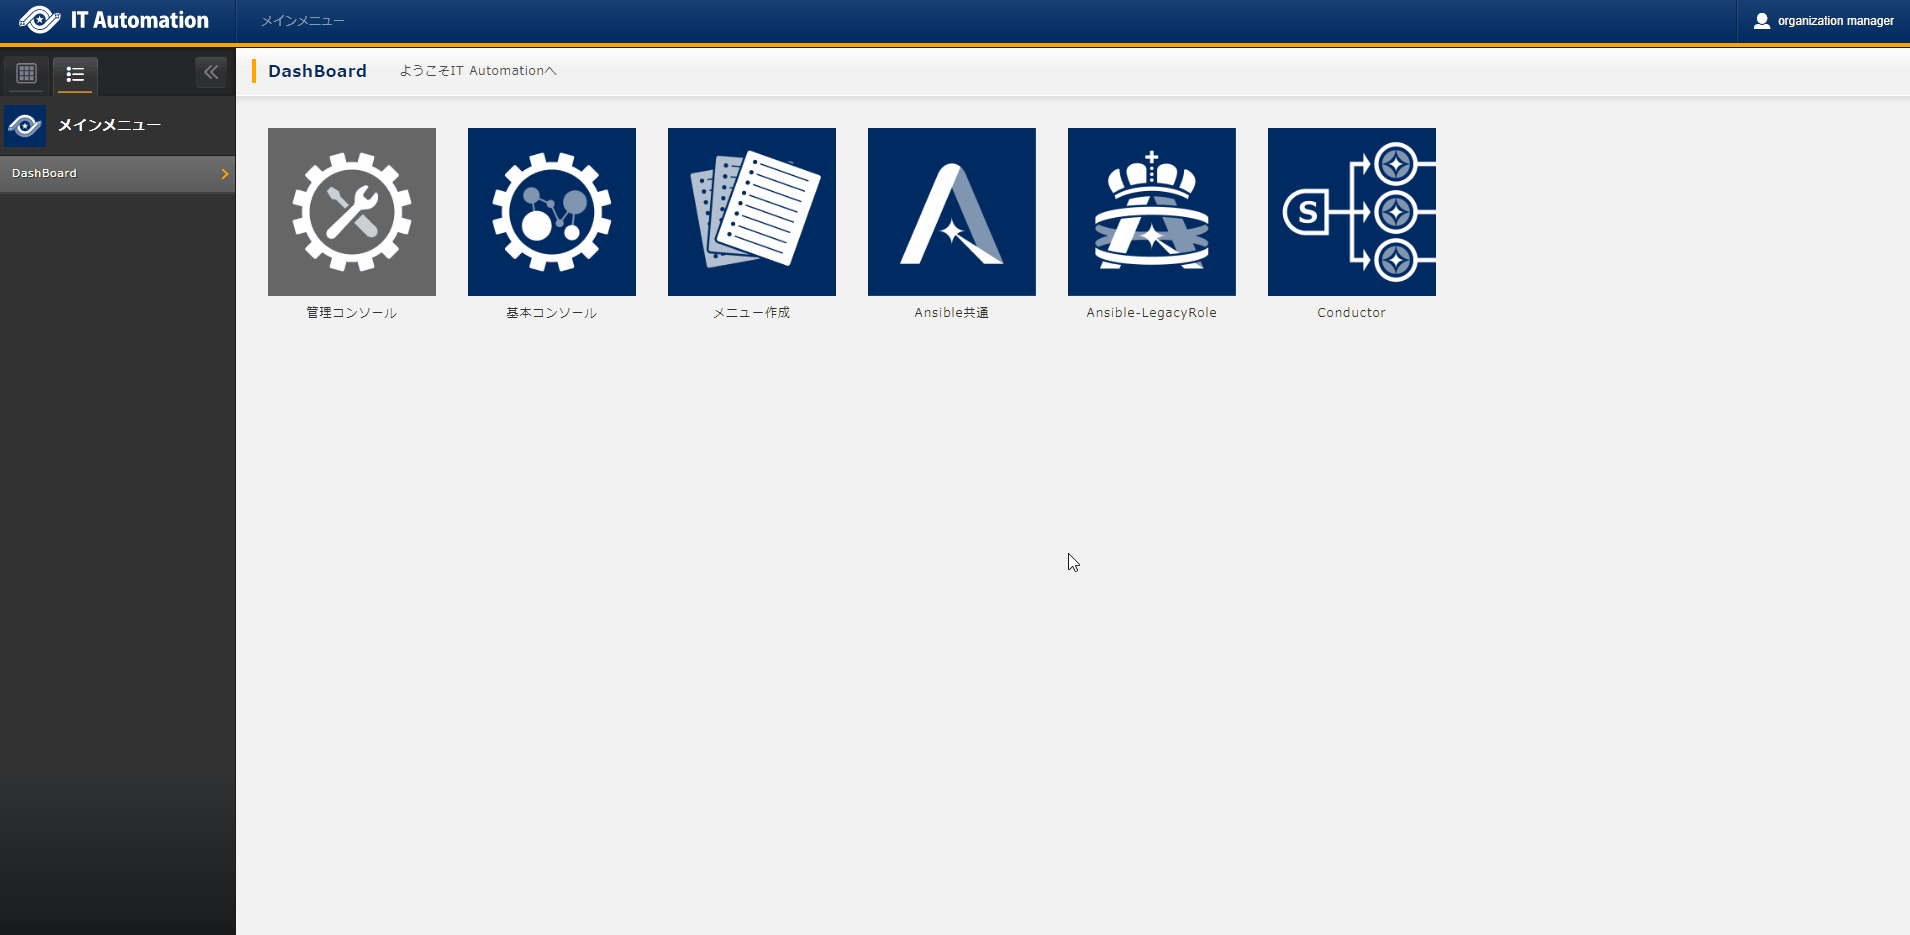 IT Automation
メインメニュー
organization manager
DashBoard
ようこそIT Automationへ
メインメニュー
DashBoard
S
管理コンソール
基本コンソール
メニュー作成
Ansible共通
Ansible-LegacyRole
Conductor